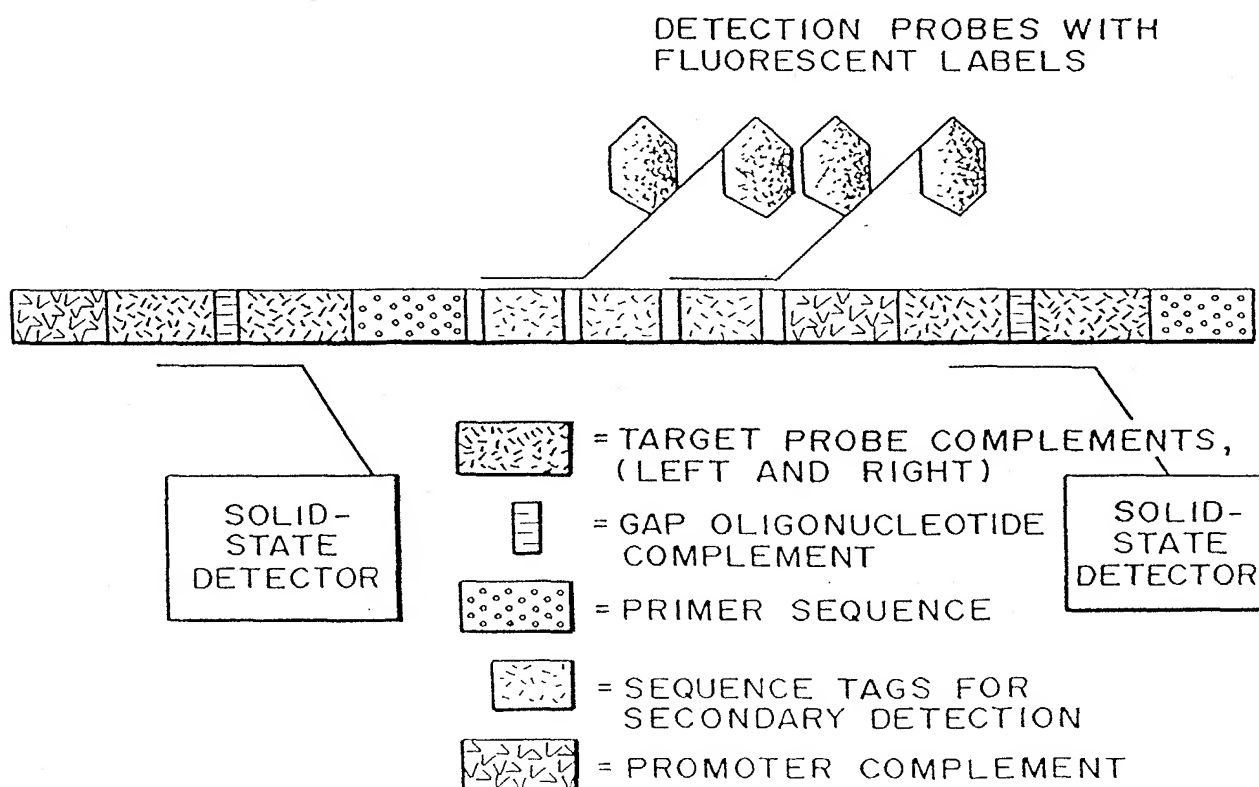 DETECTION PROBES WITH
FLUORESCENT LABELS
= TARGET PROBE COMPLEMENTS,
(LEFT AND RIGHT)
SOLID-
STATE
DETECTOR
= GAP OLIGONUCLEOTIDE
COMPLEMENT
SOLID-
STATE
DETECTOR
= PRIMER SEQUENCE
= SEQUENCE TAGS FOR
SECONDARY DETECTION
= PROMOTER COMPLEMENT